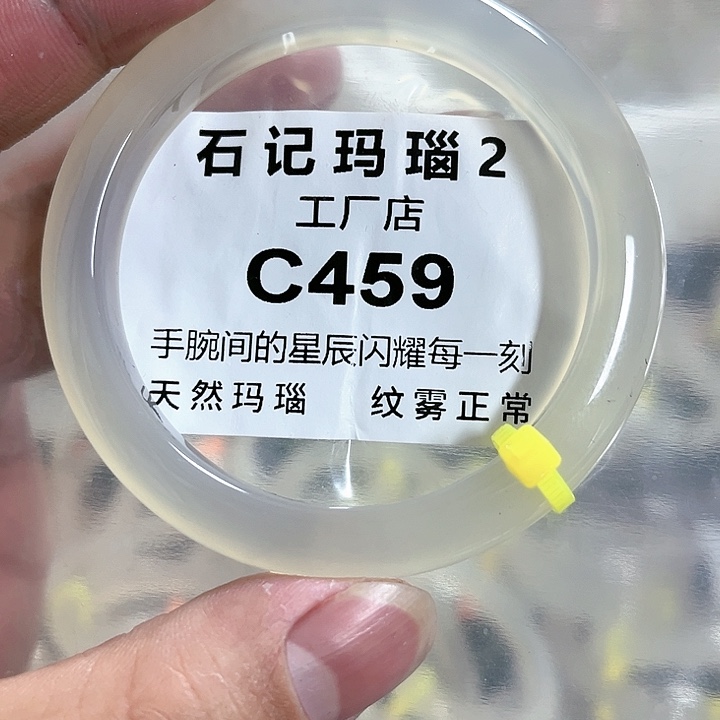 石记玛瑙2
工厂店
C459
手腕间的星辰闪耀每一刻
天然玛瑙 纹雾正常